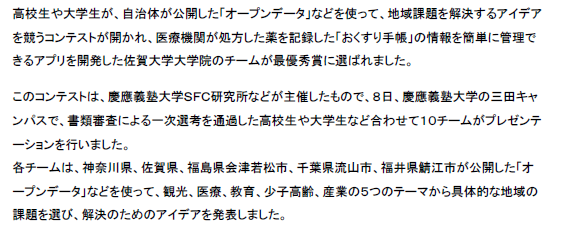 高校生や大学生が、自治体が公開した「オープンデータ」などを使って、地域課題を解決するアイデア
を競うコンテストが開かれ、医療機関が処方した薬を記録した「おくすり手帳」の情報を簡単に管理で
きるアプリを開発した佐賀大学大学院のチームが最優秀賞に選ばれました。
このコンテストは、慶應義塾大学SFC研究所などが主催したもので、8日、慶應義塾大学の三田キャ
ンパスで、書類審査による一次選考を通過した高校生や大学生など合わせて10チームがプレゼンテ
ーションを行いました。
各チームは、神奈川県、佐賀県、福島県会津若松市、千葉県流山市、福井県鯖江市が公開した「オ
ープンデータ」などを使って、観光、医療、教育、少子高齢、産業の5つのテーマから具体的な地域の
課題を選び、解決のためのアイデアを発表しました。